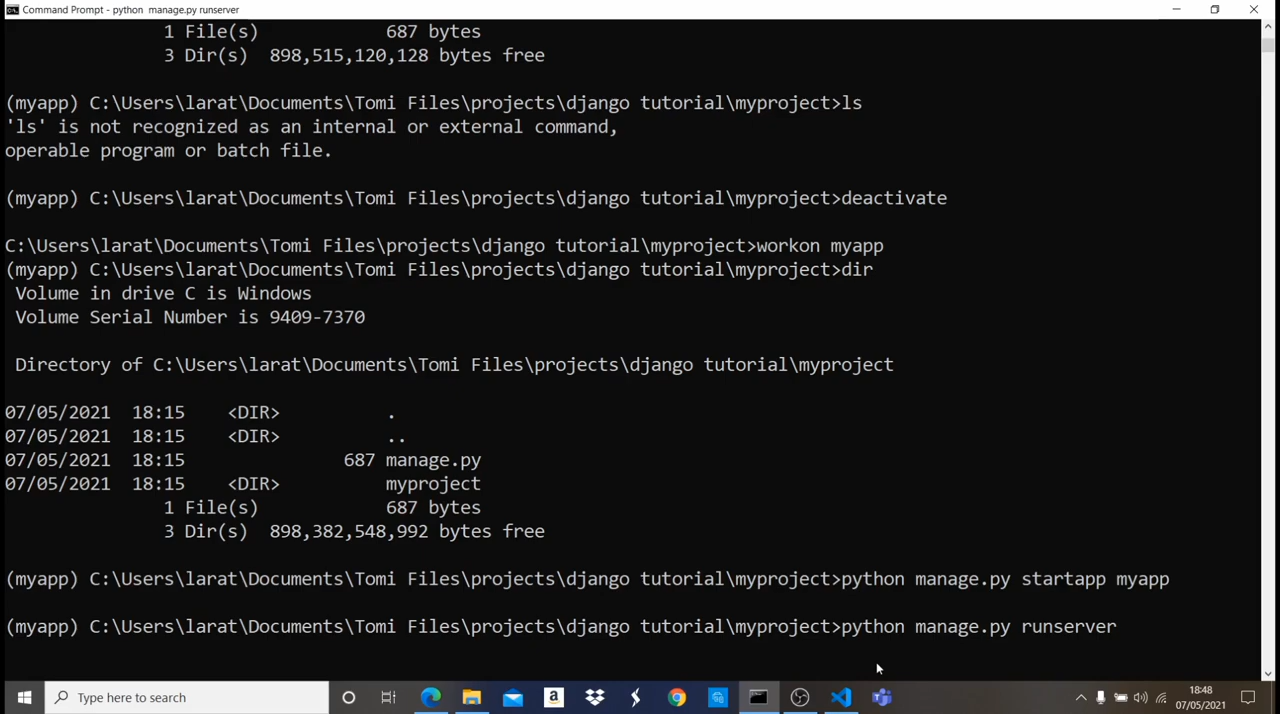 Command Prompt - python  manage.py runserver
1 File(s)            687 bytes
3 Dir(s)  898,515,120,128 bytes free
(myapp) C:\Users\larat\Documents\Tomi Files\projects\django tutorial\myproject>ls
'ls' is not recognized as an internal or external command,
operable program or batch file.
(myapp) C:\Users\larat\Documents\Tomi Files\projects\django tutorial\myproject>deactivate
C:\Users\larat\Documents\Tomi Files\projects\django tutorial\myproject>workon myapp
(myapp) C:\Users\larat\Documents\Tomi Files\projects\django tutorial\myproject>dir
Volume in drive C is Windows
Volume Serial Number is 9409-7370
Directory of C:\Users\larat\Documents\Tomi Files\projects\django tutorial\myproject
07/05/2021  18:15    <DIR>          .
07/05/2021  18:15    <DIR>          ..
07/05/2021  18:15               687 manage.py
07/05/2021  18:15    <DIR>          myproject
1 File(s)            687 bytes
3 Dir(s)  898,382,548,992 bytes free
(myapp) C:\Users\larat\Documents\Tomi Files\projects\django tutorial\myproject>python manage.py startapp myapp
(myapp) C:\Users\larat\Documents\Tomi Files\projects\django tutorial\myproject>python manage.py runserver
Type here to search
18:48
07/05/2021